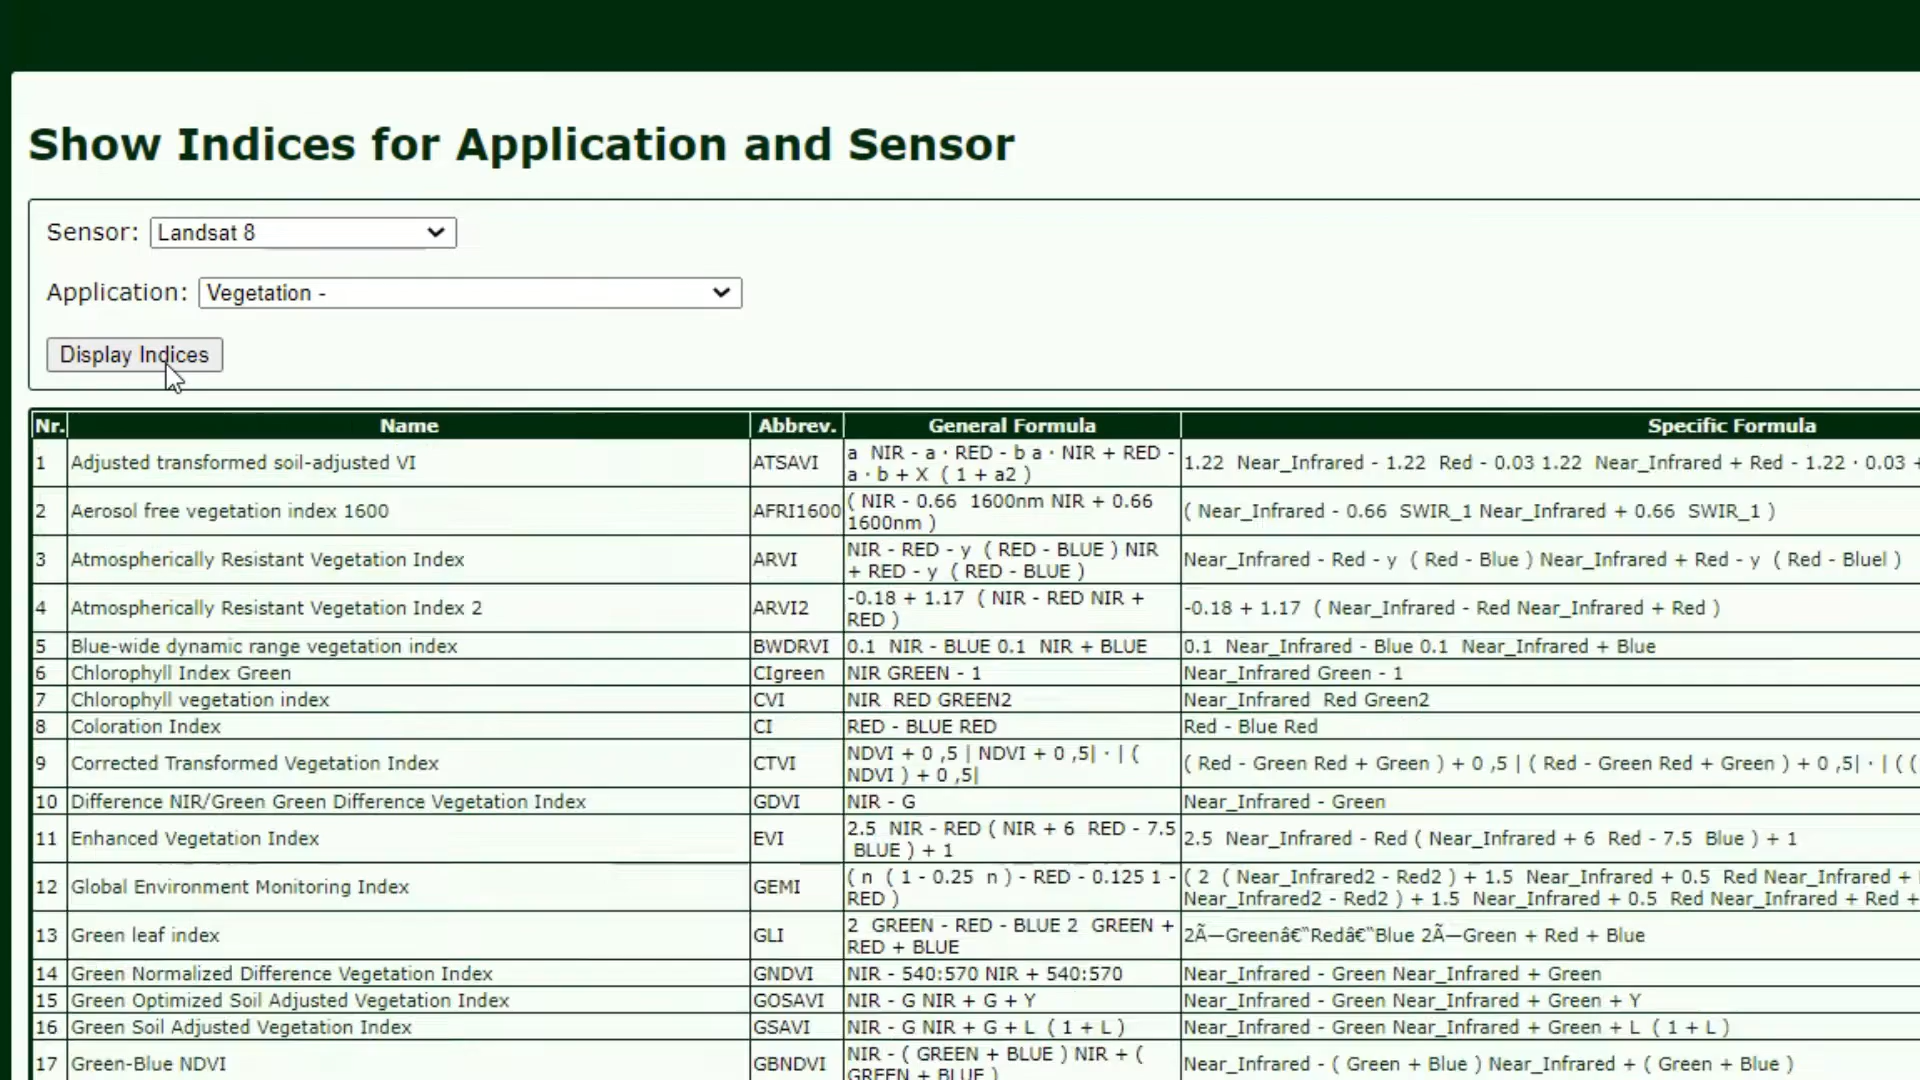 Show Indices for Application and Sensor
Sensor: Landsat 8
Application: Vegetation -
Display Indices
Nr. Name Abbrev. General Formula Specific Formula
1 Adjusted transformed soil-adjusted VI ATSAVI a NIR - a · RED - b a · NIR + RED - a · b + X ( 1 + a2 ) 1.22 Near_Infrared - 1.22 Red - 0.03 1.22 Near_Infrared + Red - 1.22 · 0.03 +
2 Aerosol free vegetation index 1600 AFRI1600 ( NIR - 0.66 1600nm NIR + 0.66 1600nm ) ( Near_Infrared - 0.66 SWIR_1 Near_Infrared + 0.66 SWIR_1 )
3 Atmospherically Resistant Vegetation Index ARVI NIR - RED - y ( RED - BLUE ) NIR + RED - y ( RED - BLUE ) Near_Infrared - Red - y ( Red - Blue ) Near_Infrared + Red - y ( Red - Bluel )
4 Atmospherically Resistant Vegetation Index 2 ARVI2 -0.18 + 1.17 ( NIR - RED NIR + RED ) -0.18 + 1.17 ( Near_Infrared - Red Near_Infrared + Red )
5 Blue-wide dynamic range vegetation index BWDRVI 0.1 NIR - BLUE 0.1 NIR + BLUE 0.1 Near_Infrared - Blue 0.1 Near_Infrared + Blue
6 Chlorophyll Index Green CIgreen NIR GREEN - 1 Near_Infrared Green - 1
7 Chlorophyll vegetation index CVI NIR RED GREEN2 Near_Infrared Red Green2
8 Coloration Index CI RED - BLUE RED Red - Blue Red
9 Corrected Transformed Vegetation Index CTVI NDVI + 0 ,5 | NDVI + 0 ,5| · | ( NDVI ) + 0 ,5| ( Red - Green Red + Green ) + 0 ,5 | ( Red - Green Red + Green ) + 0 ,5| · | ( (
10 Difference NIR/Green Green Difference Vegetation Index GDVI NIR - G Near_Infrared - Green
11 Enhanced Vegetation Index EVI 2.5 NIR - RED ( NIR + 6 RED - 7.5 BLUE ) + 1 2.5 Near_Infrared - Red ( Near_Infrared + 6 Red - 7.5 Blue ) + 1
12 Global Environment Monitoring Index GEMI ( n ( 1 - 0.25 n ) - RED - 0.125 1 - RED ) ( 2 ( Near_Infrared2 - Red2 ) + 1.5 Near_Infrared + 0.5 Red Near_Infrared + Near_Infrared2 - Red2 ) + 1.5 Near_Infrared + 0.5 Red Near_Infrared + Red +
13 Green leaf index GLI 2 GREEN - RED - BLUE 2 GREEN + RED + BLUE 2Ã—Greenâ€“Redâ€“Blue 2Ã—Green + Red + Blue
14 Green Normalized Difference Vegetation Index GNDVI NIR - 540:570 NIR + 540:570 Near_Infrared - Green Near_Infrared + Green
15 Green Optimized Soil Adjusted Vegetation Index GOSAVI NIR - G NIR + G + Y Near_Infrared - Green Near_Infrared + Green + Y
16 Green Soil Adjusted Vegetation Index GSAVI NIR - G NIR + G + L ( 1 + L ) Near_Infrared - Green Near_Infrared + Green + L ( 1 + L )
17 Green-Blue NDVI GBNDVI NIR - ( GREEN + BLUE ) NIR + ( GREEN + BLUE ) Near_Infrared - ( Green + Blue ) Near_Infrared + ( Green + Blue )